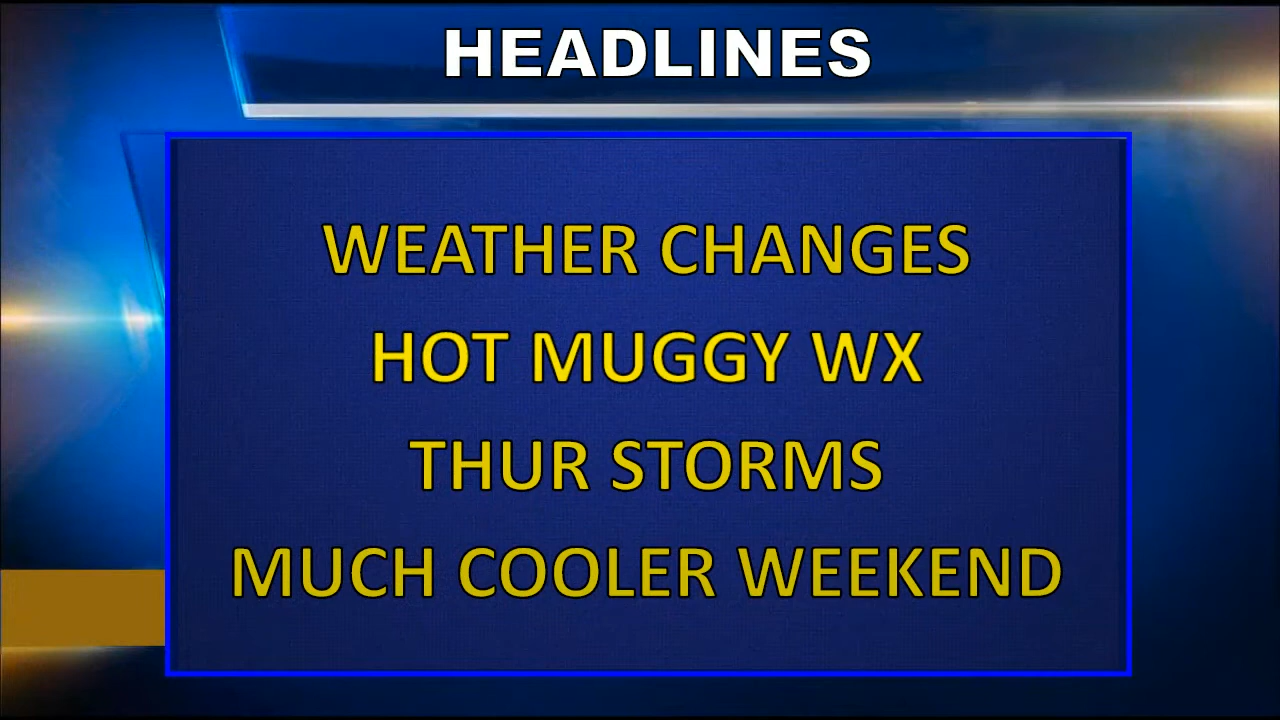 HEADLINES
WEATHER CHANGES
HOT MUGGY WX
THUR STORMS
MUCH COOLER WEEKEND